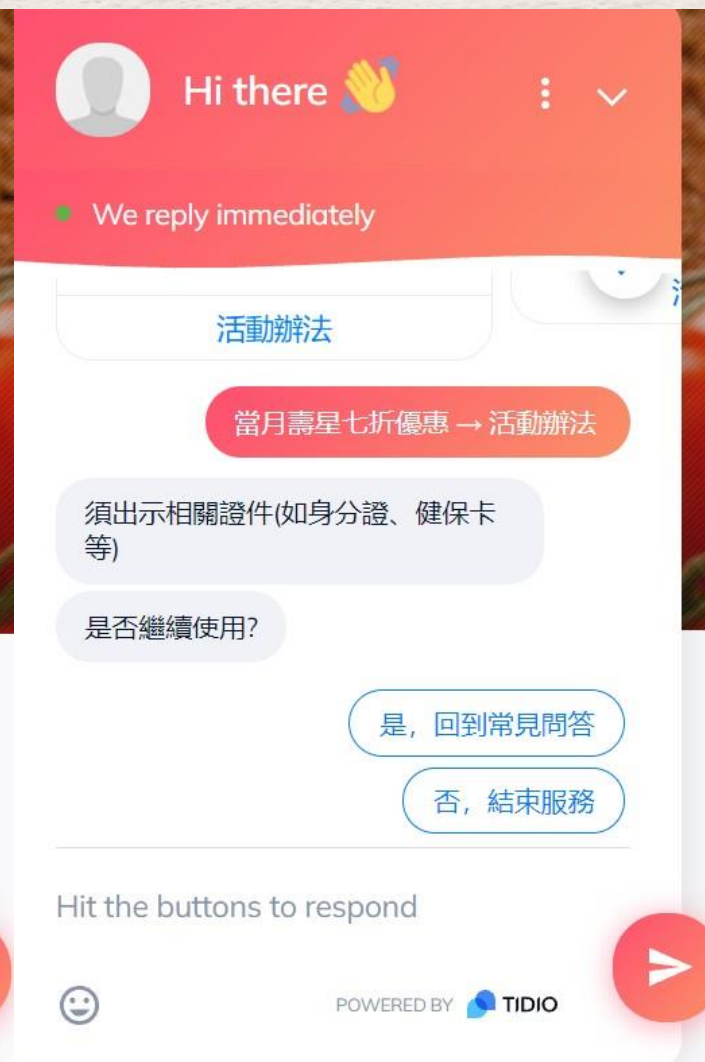 Hi there 👋
We reply immediately
活動辦法
當月壽星七折優惠 → 活動辦法
須出示相關證件(如身分證、健保卡
等)
是否繼續使用?
是，回到常見問答
否，結束服務
Hit the buttons to respond
POWERED BY TIDIO